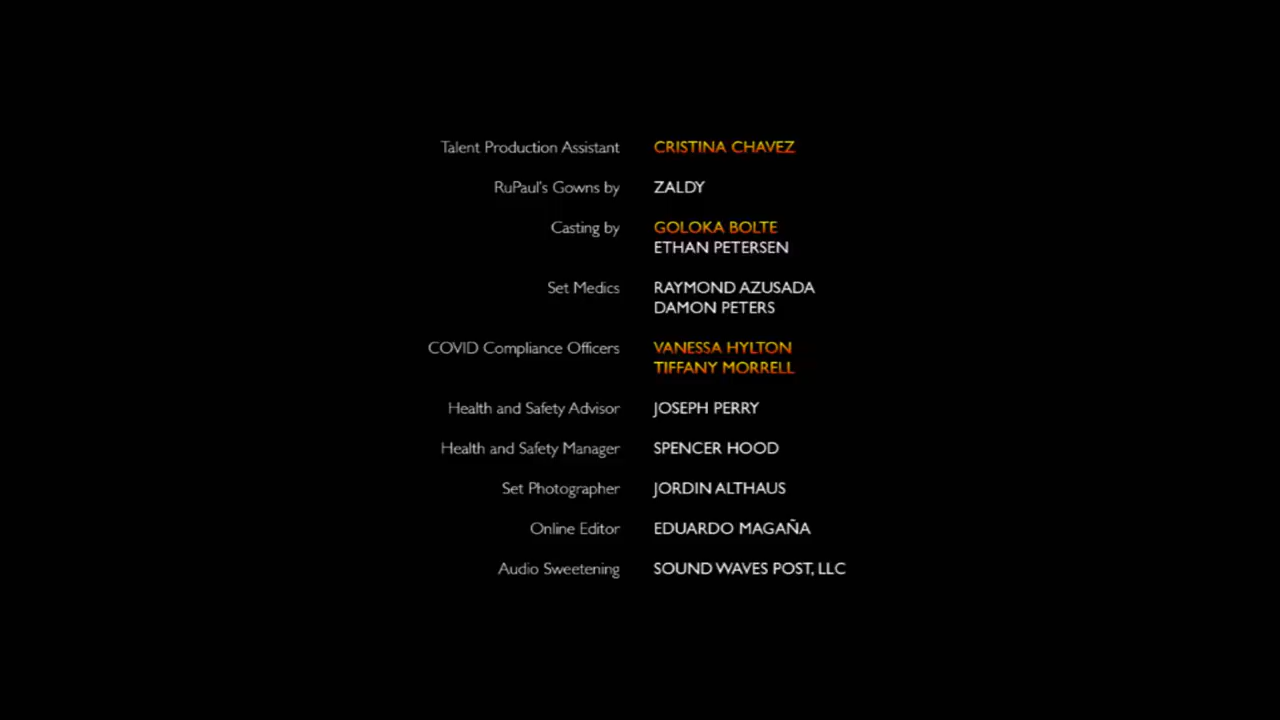 Talent Production Assistant CRISTINA CHAVEZ
RuPaul's Gowns by ZALDY
Casting by GOLOKA BOLTE
ETHAN PETERSEN
Set Medics RAYMOND AZUSADA
DAMON PETERS
COVID Compliance Officers VANESSA HYLTON
TIFFANY MORRELL
Health and Safety Advisor JOSEPH PERRY
Health and Safety Manager SPENCER HOOD
Set Photographer JORDIN ALTHAUS
Online Editor EDUARDO MAGAÑA
Audio Sweetening SOUND WAVES POST, LLC